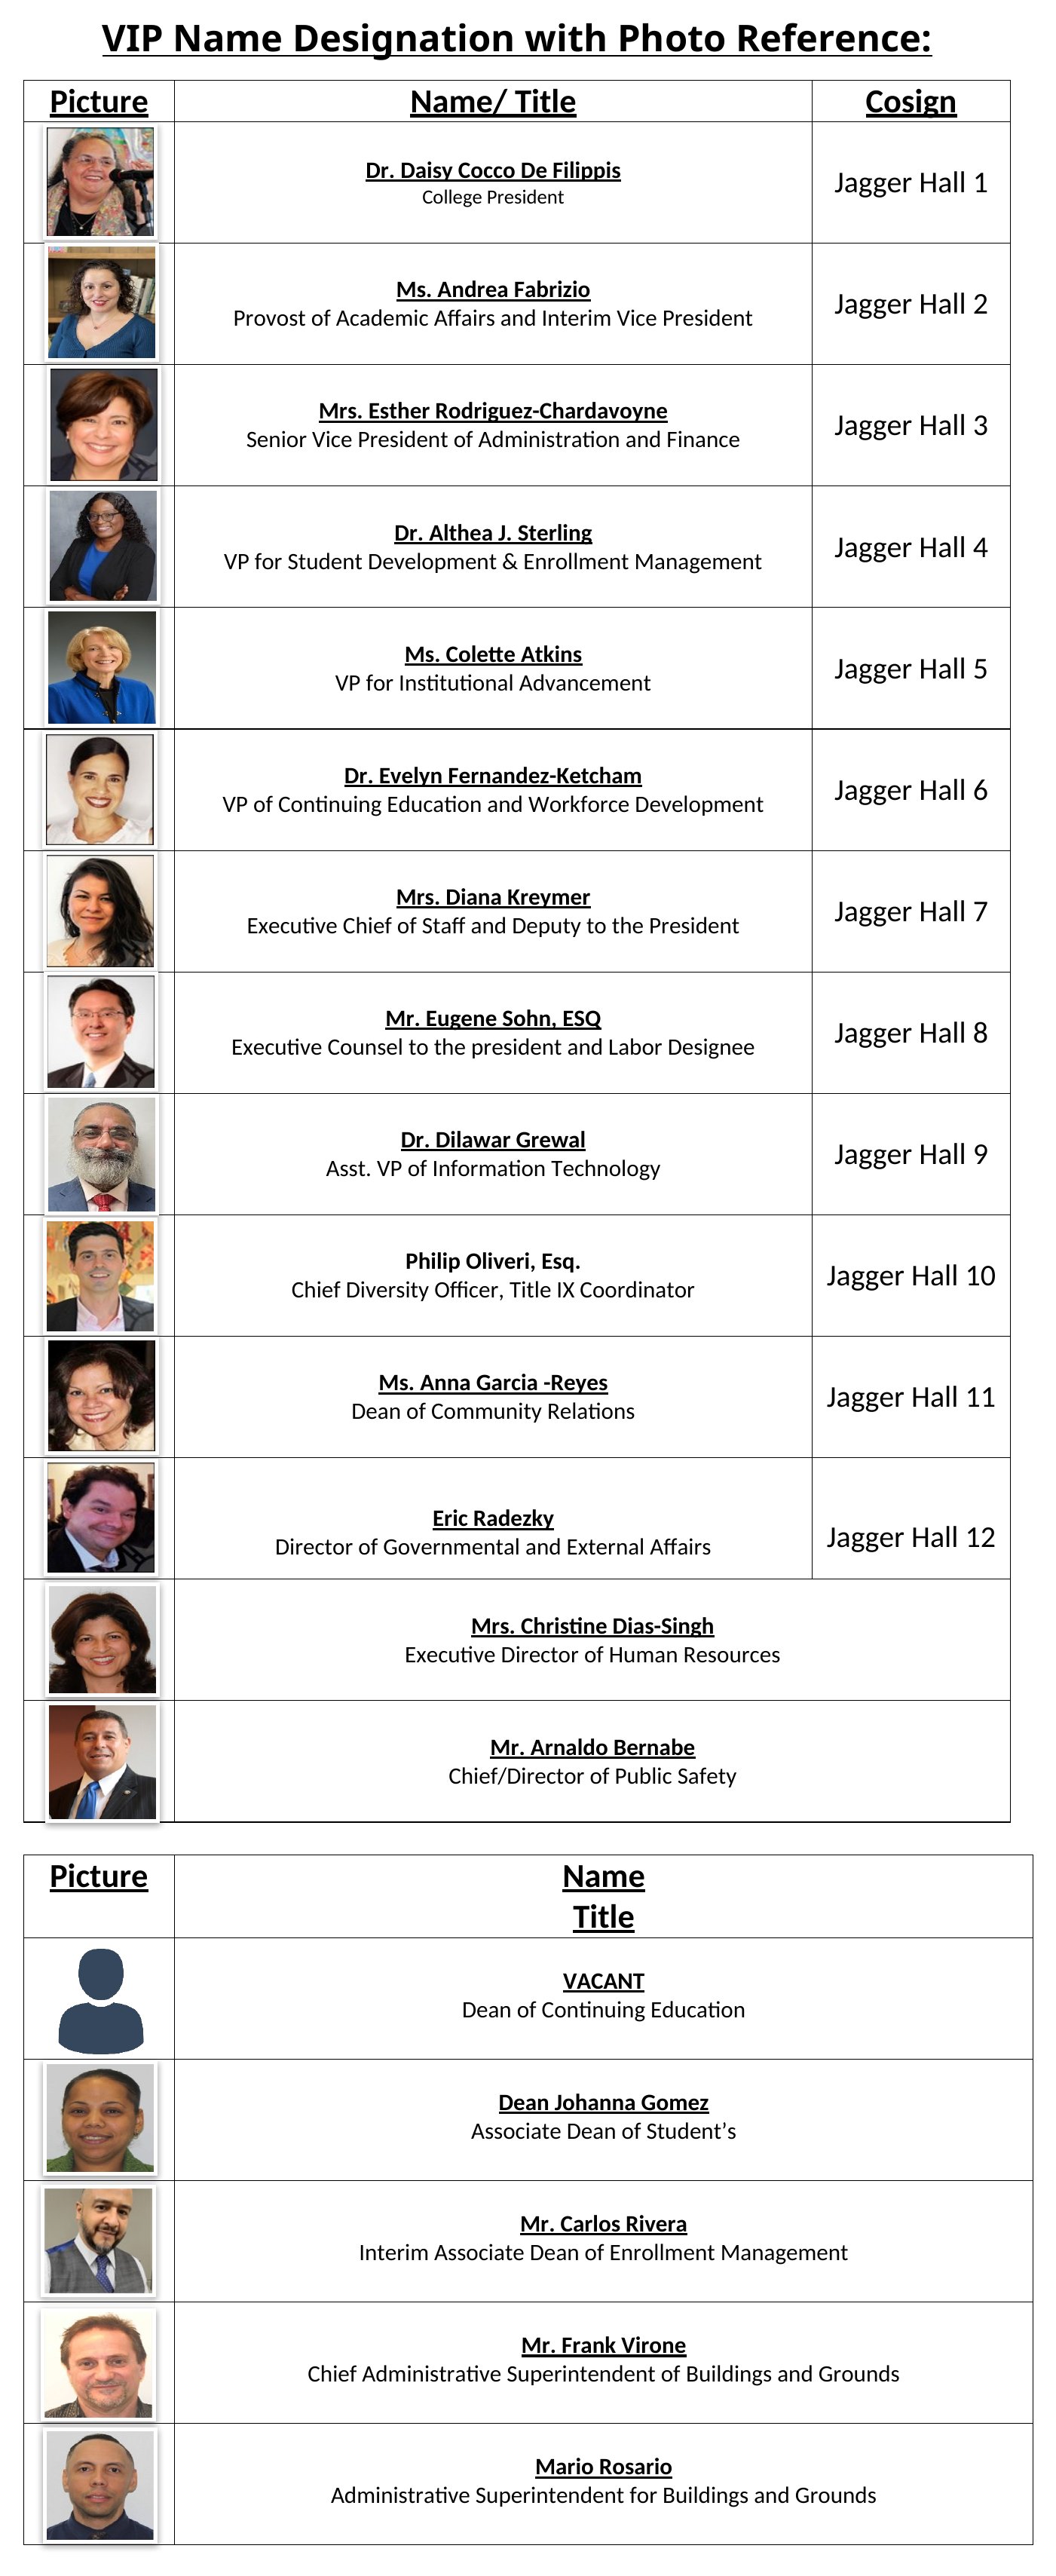 VIP Name Designation with Photo Reference:
Picture
Name/ Title
Cosign
Dr. Daisy Cocco De Filippis
College President
Jagger Hall 1
Ms. Andrea Fabrizio
Provost of Academic Affairs and Interim Vice President
Jagger Hall 2
Mrs. Esther Rodriguez-Chardavoyne
Senior Vice President of Administration and Finance
Jagger Hall 3
Dr. Althea J. Sterling
VP for Student Development & Enrollment Management
Jagger Hall 4
Ms. Colette Atkins
VP for Institutional Advancement
Jagger Hall 5
Dr. Evelyn Fernandez-Ketcham
VP of Continuing Education and Workforce Development
Jagger Hall 6
Mrs. Diana Kreymer
Executive Chief of Staff and Deputy to the President
Jagger Hall 7
Mr. Eugene Sohn, ESQ
Executive Counsel to the president and Labor Designee
Jagger Hall 8
Dr. Dilawar Grewal
Asst. VP of Information Technology
Jagger Hall 9
Philip Oliveri, Esq.
Chief Diversity Officer, Title IX Coordinator
Jagger Hall 10
Ms. Anna Garcia -Reyes
Dean of Community Relations
Jagger Hall 11
Eric Radezky
Director of Governmental and External Affairs
Jagger Hall 12
Mrs. Christine Dias-Singh
Executive Director of Human Resources
Mr. Arnaldo Bernabe
Chief/Director of Public Safety
Picture
Name
Title
VACANT
Dean of Continuing Education
Dean Johanna Gomez
Associate Dean of Student’s
Mr. Carlos Rivera
Interim Associate Dean of Enrollment Management
Mr. Frank Virone
Chief Administrative Superintendent of Buildings and Grounds
Mario Rosario
Administrative Superintendent for Buildings and Grounds